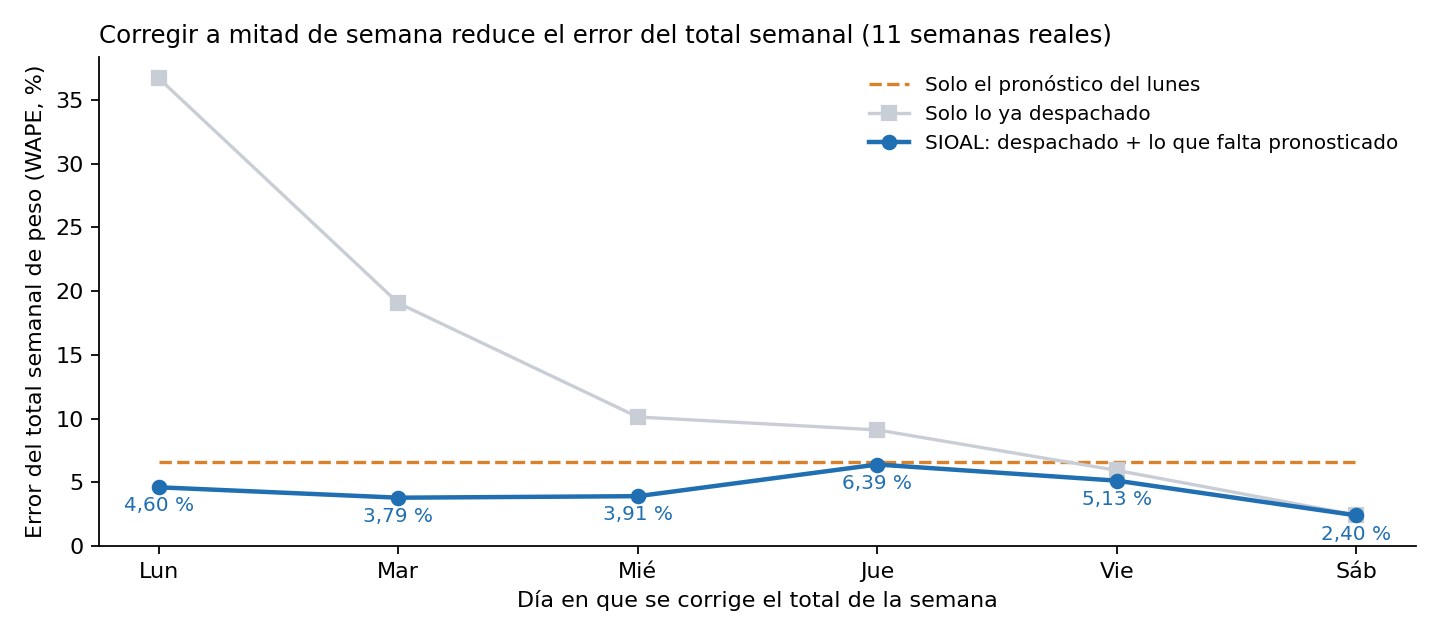 Corregir a mitad de semana reduce el error del total semanal (11 semanas reales)
Error del total semanal de peso (WAPE, %)
35
30
25
20
15
10
5
0
Solo el pronóstico del lunes
Solo lo ya despachado
SIOAL: despachado + lo que falta pronosticado
4,60 %
3,79 %
3,91 %
6,39 %
5,13 %
2,40 %
Lun
Mar
Mié
Jue
Vie
Sáb
Día en que se corrige el total de la semana